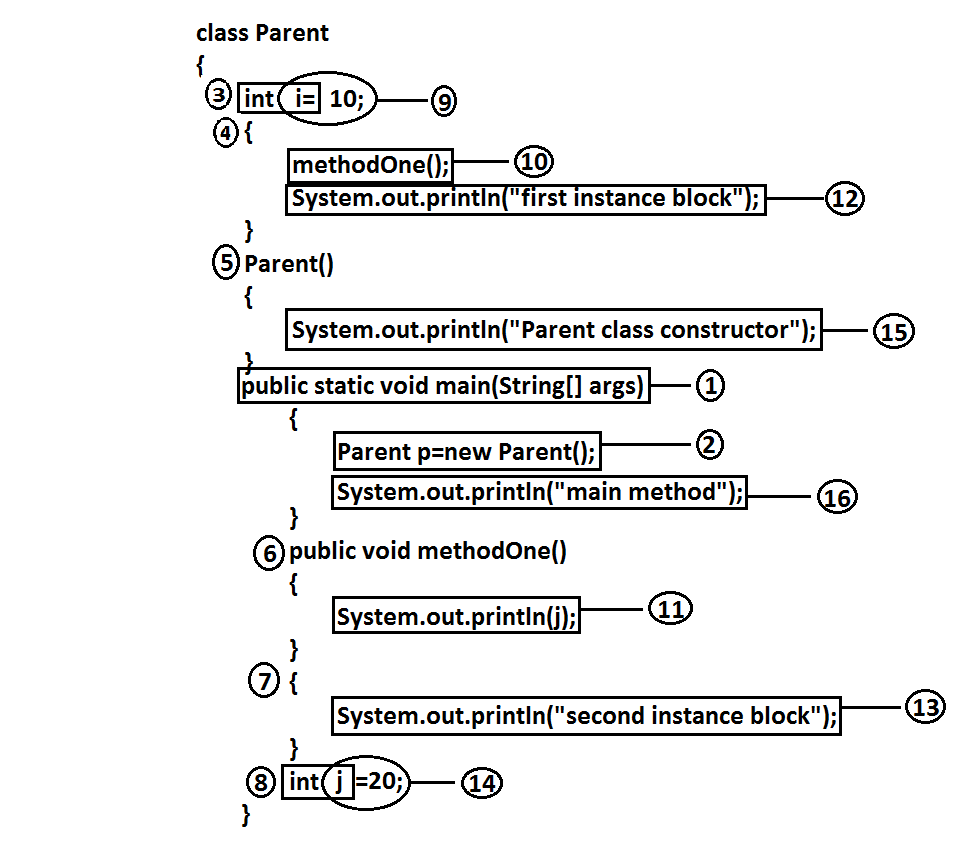 class Parent
{
3 int i= 10; 9
4 {
methodOne(); 10
System.out.println("first instance block"); 12
}
5 Parent()
{
System.out.println("Parent class constructor"); 15
}
public static void main(String[] args) 1
{
Parent p=new Parent(); 2
System.out.println("main method"); 16
}
6 public void methodOne()
{
System.out.println(j); 11
}
7 {
System.out.println("second instance block"); 13
}
8 int j =20; 14
}